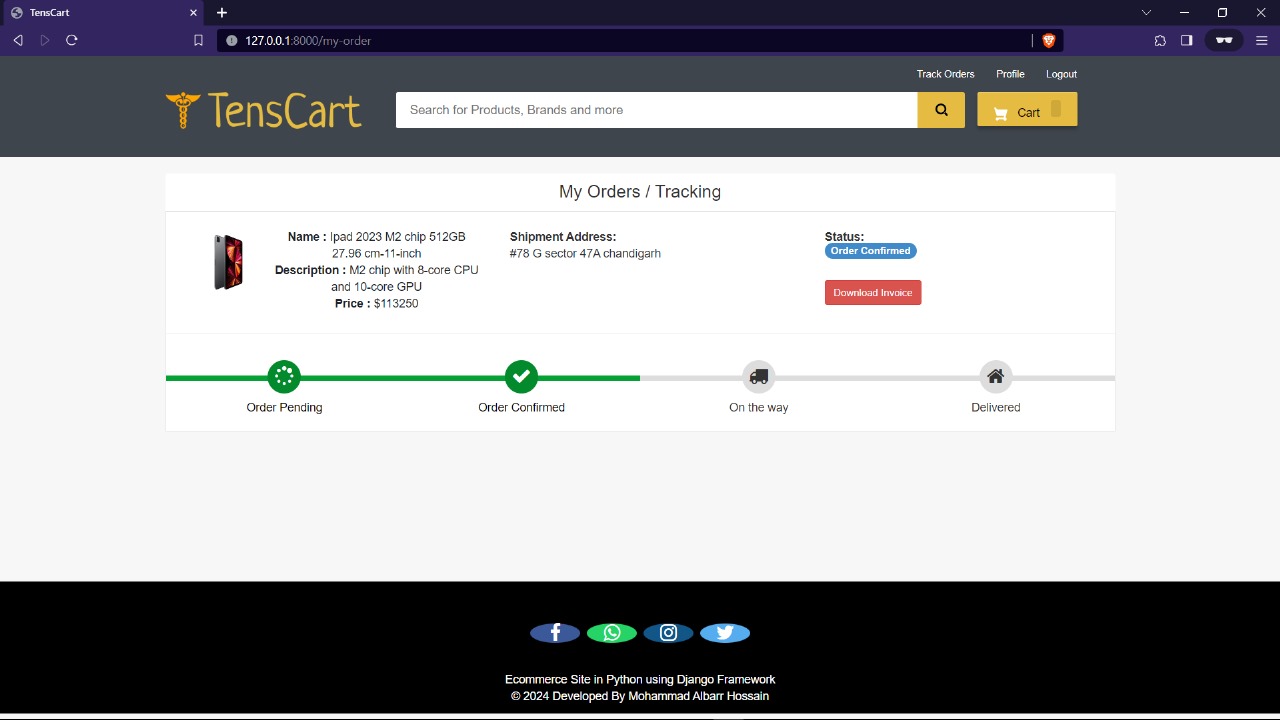 TensCart
127.0.0.1:8000/my-order
Track Orders Profile Logout
TensCart
Search for Products, Brands and more
Cart
My Orders / Tracking
Name : Ipad 2023 M2 chip 512GB
27.96 cm-11-inch
Description : M2 chip with 8-core CPU
and 10-core GPU
Price : $113250
Shipment Address:
#78 G sector 47A chandigarh
Status:
Order Confirmed
Download Invoice
Order Pending
Order Confirmed
On the way
Delivered
Ecommerce Site in Python using Django Framework
© 2024 Developed By Mohammad Albarr Hossain